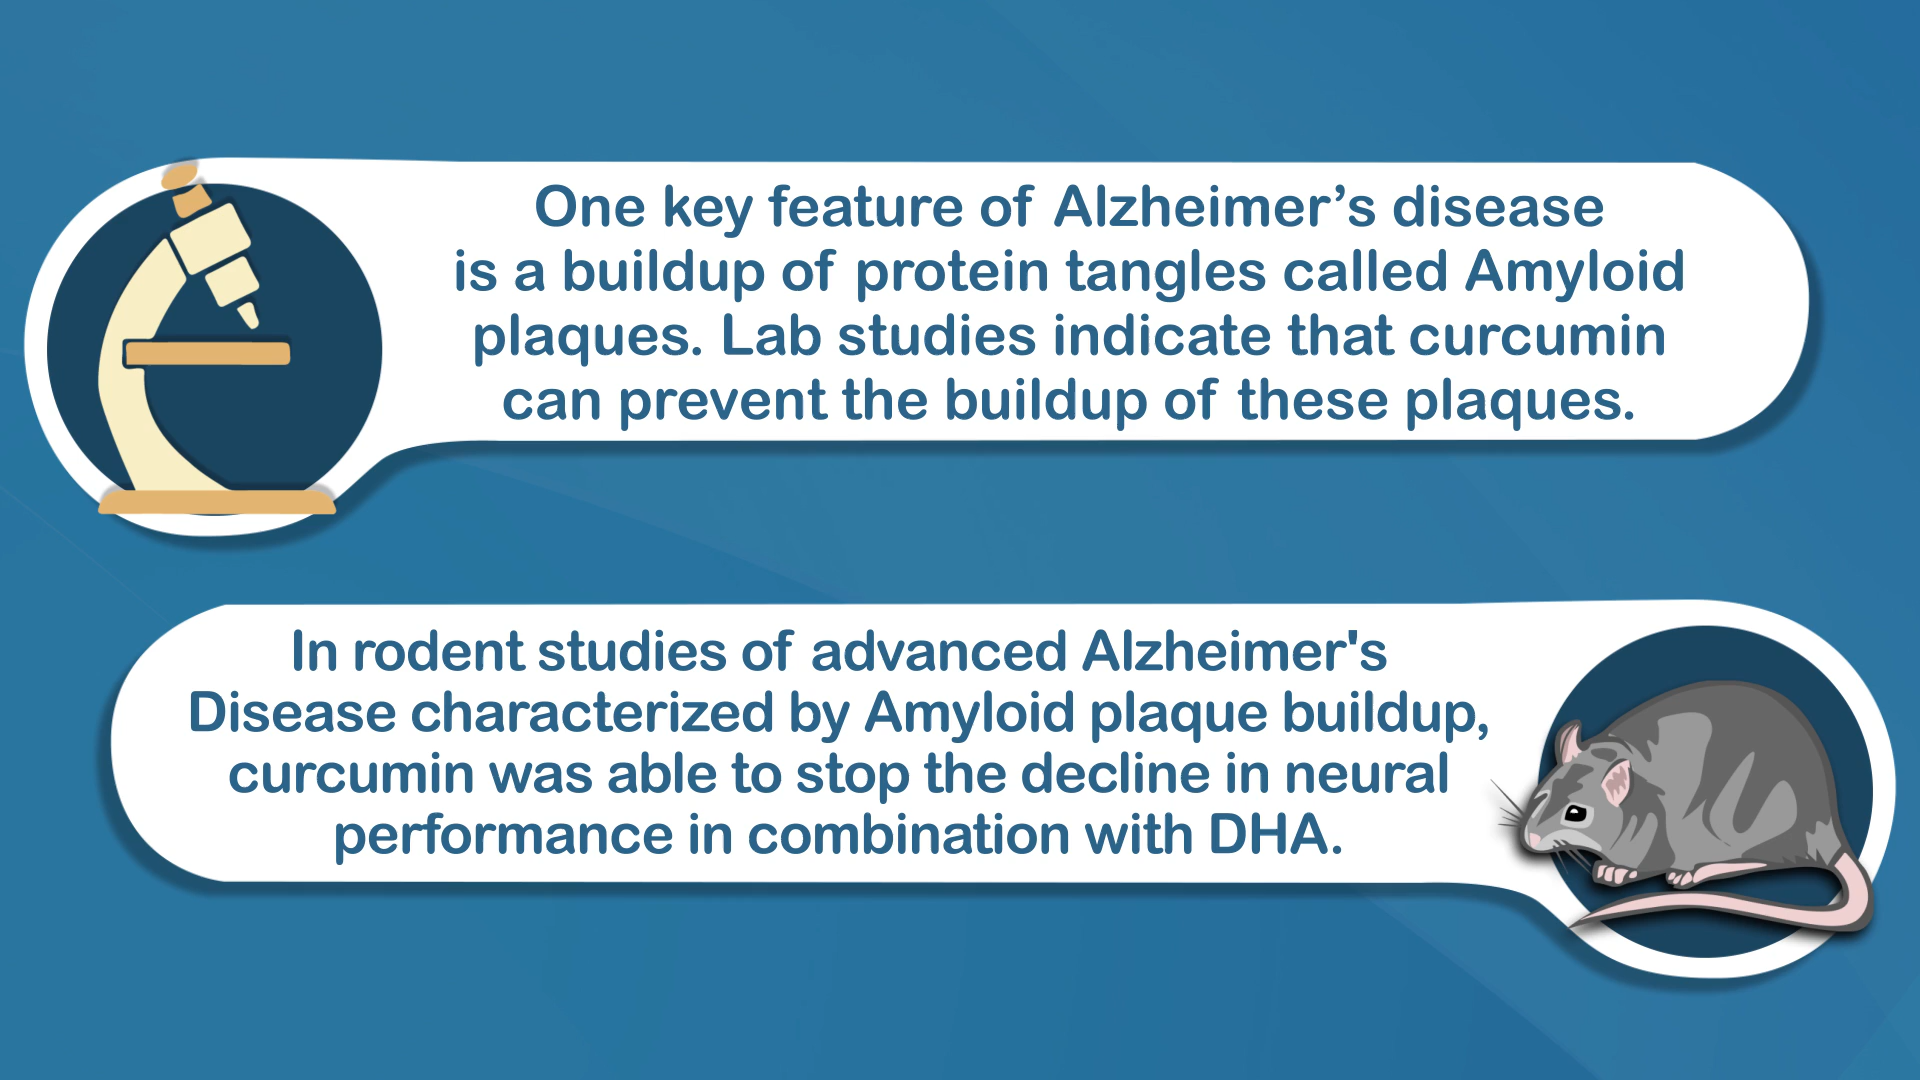 One key feature of Alzheimer’s disease
is a buildup of protein tangles called Amyloid
plaques. Lab studies indicate that curcumin
can prevent the buildup of these plaques.
In rodent studies of advanced Alzheimer's
Disease characterized by Amyloid plaque buildup,
curcumin was able to stop the decline in neural
performance in combination with DHA.